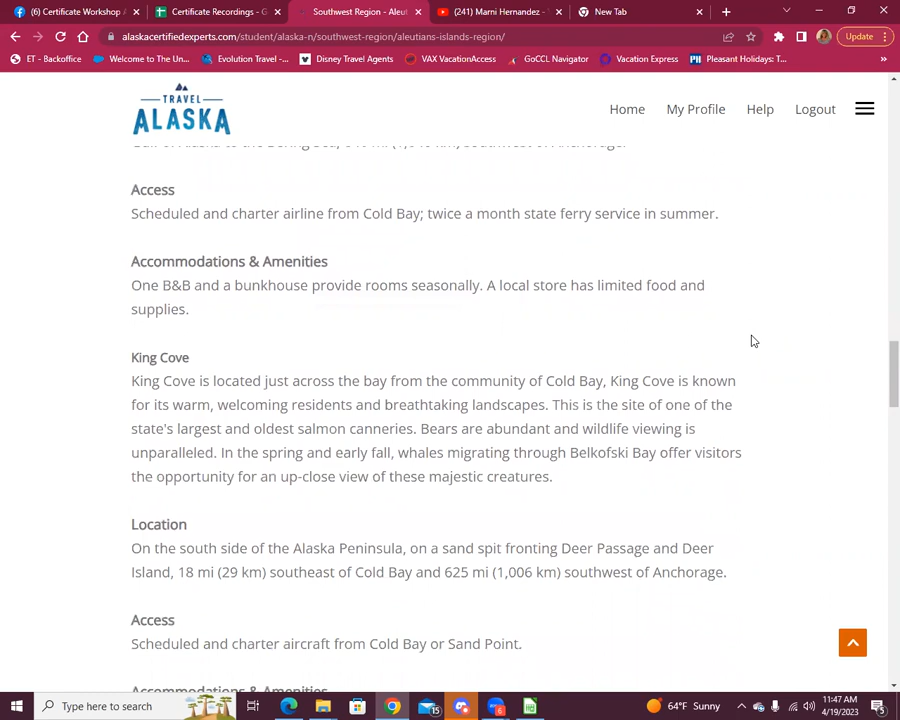 (6) Certificate Workshop A
Certificate Recordings - G
Southwest Region - Aleut
(241) Marni Hernandez -
New Tab
alaskacertifiedexperts.com/student/alaska-n/southwest-region/aleutians-islands-region/
Update
ET - Backoffice
Welcome to The Un...
Evolution Travel -...
Disney Travel Agents
VAX VacationAccess
GoCCL Navigator
Vacation Express
Pleasant Holidays: T...
TRAVEL
ALASKA
Home
My Profile
Help
Logout
Access
Scheduled and charter airline from Cold Bay; twice a month state ferry service in summer.
Accommodations & Amenities
One B&B and a bunkhouse provide rooms seasonally. A local store has limited food and
supplies.
King Cove
King Cove is located just across the bay from the community of Cold Bay, King Cove is known
for its warm, welcoming residents and breathtaking landscapes. This is the site of one of the
state's largest and oldest salmon canneries. Bears are abundant and wildlife viewing is
unparalleled. In the spring and early fall, whales migrating through Belkofski Bay offer visitors
the opportunity for an up-close view of these majestic creatures.
Location
On the south side of the Alaska Peninsula, on a sand spit fronting Deer Passage and Deer
Island, 18 mi (29 km) southeast of Cold Bay and 625 mi (1,006 km) southwest of Anchorage.
Access
Scheduled and charter aircraft from Cold Bay or Sand Point.
Accommodations & Amenities
Type here to search
15
6
64°F Sunny
11:47 AM
4/19/2023
5